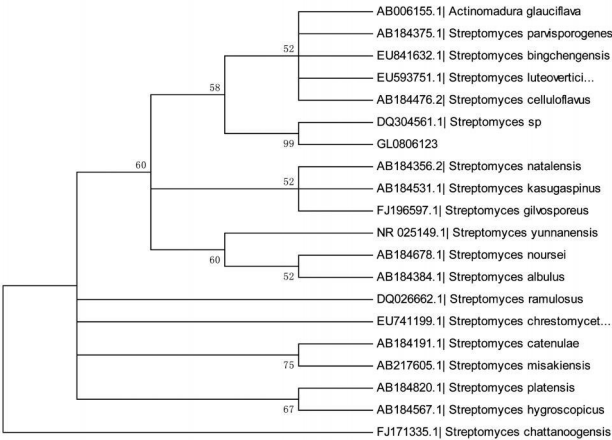 AB006155.1| Actinomadura glauciflava
AB184375.1| Streptomyces parvisporogenes
52
EU841632.1| Streptomyces bingchengensis
EU593751.1| Streptomyces luteovertici...
58
AB184476.2| Streptomyces celluloflavus
DQ304561.1| Streptomyces sp
99
GL0806123
60
AB184356.2| Streptomyces natalensis
52
AB184531.1| Streptomyces kasugaspinus
FJ196597.1| Streptomyces gilvosporeus
NR 025149.1| Streptomyces yunnanensis
60
AB184678.1| Streptomyces noursei
52
AB184384.1| Streptomyces albulus
DQ026662.1| Streptomyces ramulosus
EU741199.1| Streptomyces chrestomycet...
AB184191.1| Streptomyces catenulae
75
AB217605.1| Streptomyces misakiensis
AB184820.1| Streptomyces platensis
67
AB184567.1| Streptomyces hygroscopicus
FJ171335.1| Streptomyces chattanoogensis